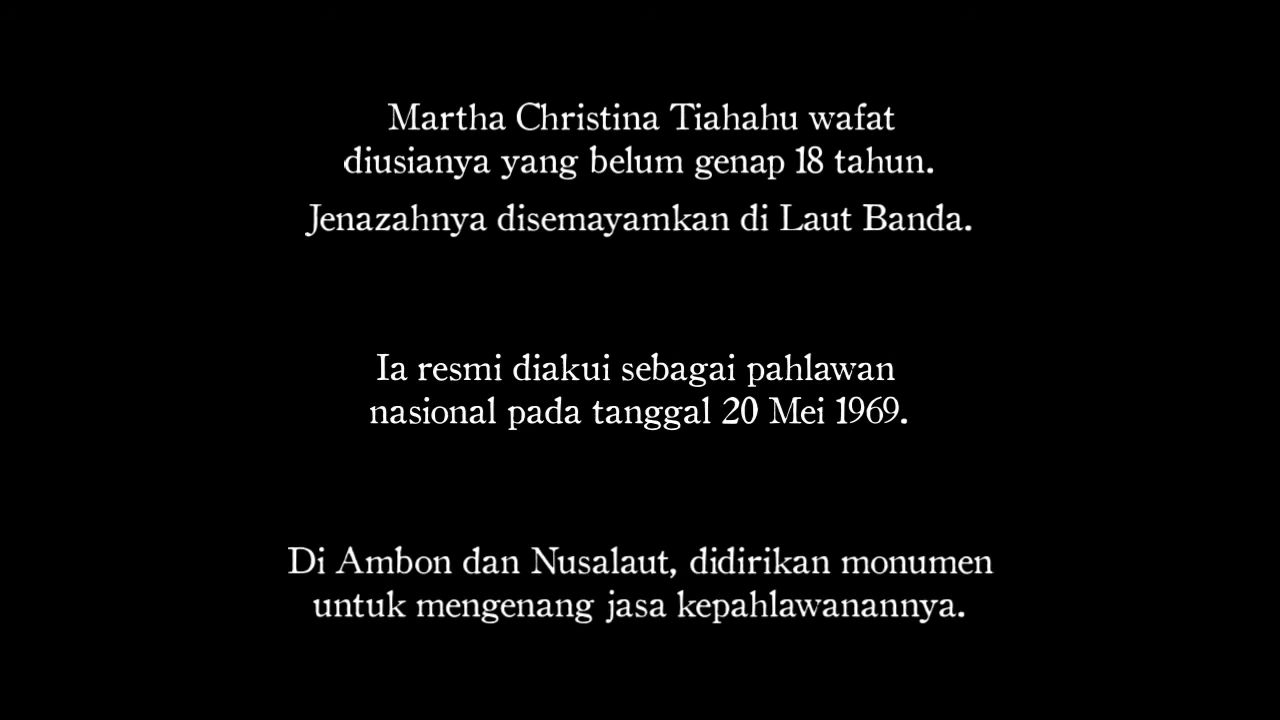 Martha Christina Tiahahu wafat
diusianya yang belum genap 18 tahun.
Jenazahnya disemayamkan di Laut Banda.
Ia resmi diakui sebagai pahlawan
nasional pada tanggal 20 Mei 1969.
Di Ambon dan Nusalaut, didirikan monumen
untuk mengenang jasa kepahlawanannya.